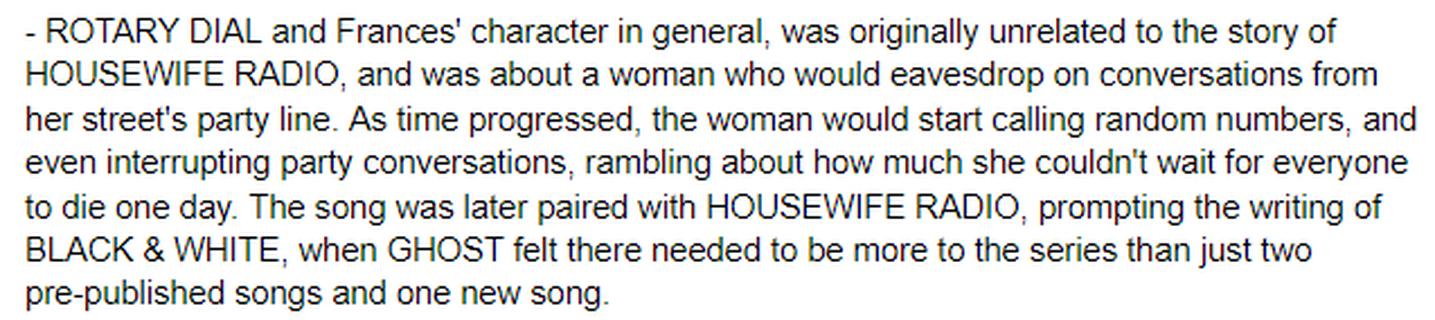 - ROTARY DIAL and Frances' character in general, was originally unrelated to the story of
HOUSEWIFE RADIO, and was about a woman who would eavesdrop on conversations from
her street's party line. As time progressed, the woman would start calling random numbers, and
even interrupting party conversations, rambling about how much she couldn't wait for everyone
to die one day. The song was later paired with HOUSEWIFE RADIO, prompting the writing of
BLACK & WHITE, when GHOST felt there needed to be more to the series than just two
pre-published songs and one new song.